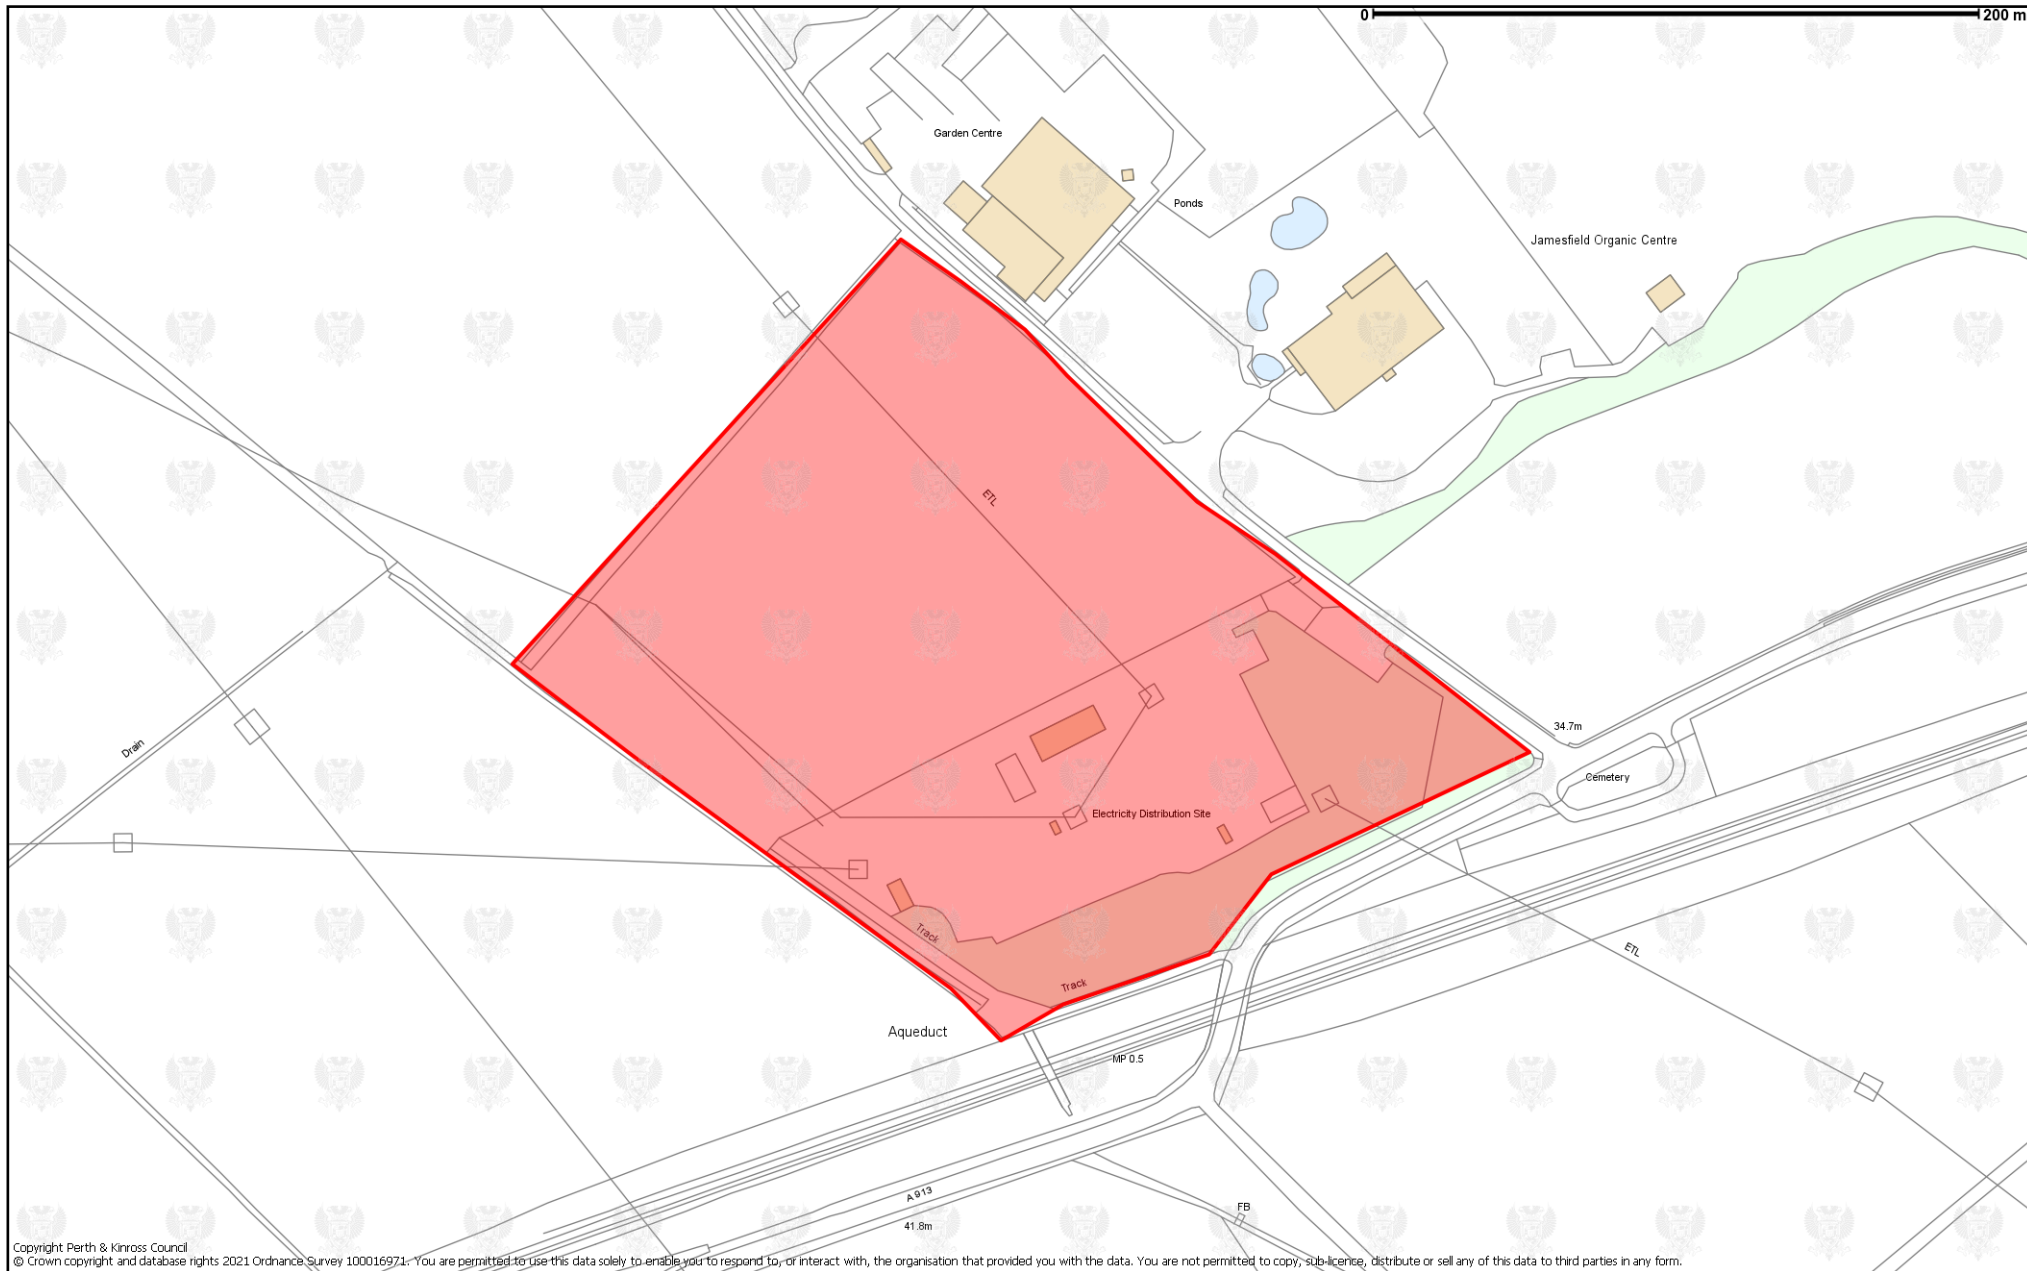 0 200 m
Garden Centre
Ponds
Jamesfield Organic Centre
ETL
34.7m
Drain
Cemetery
Electricity Distribution Site
Track
ETL
Track
Aqueduct
MP 0.5
A 913
FB
41.8m
Copyright Perth & Kinross Council
© Crown copyright and database rights 2021 Ordnance Survey 100016971. You are permitted to use this data solely to enable you to respond to, or interact with, the organisation that provided you with the data. You are not permitted to copy, sub-licence, distribute or sell any of this data to third parties in any form.